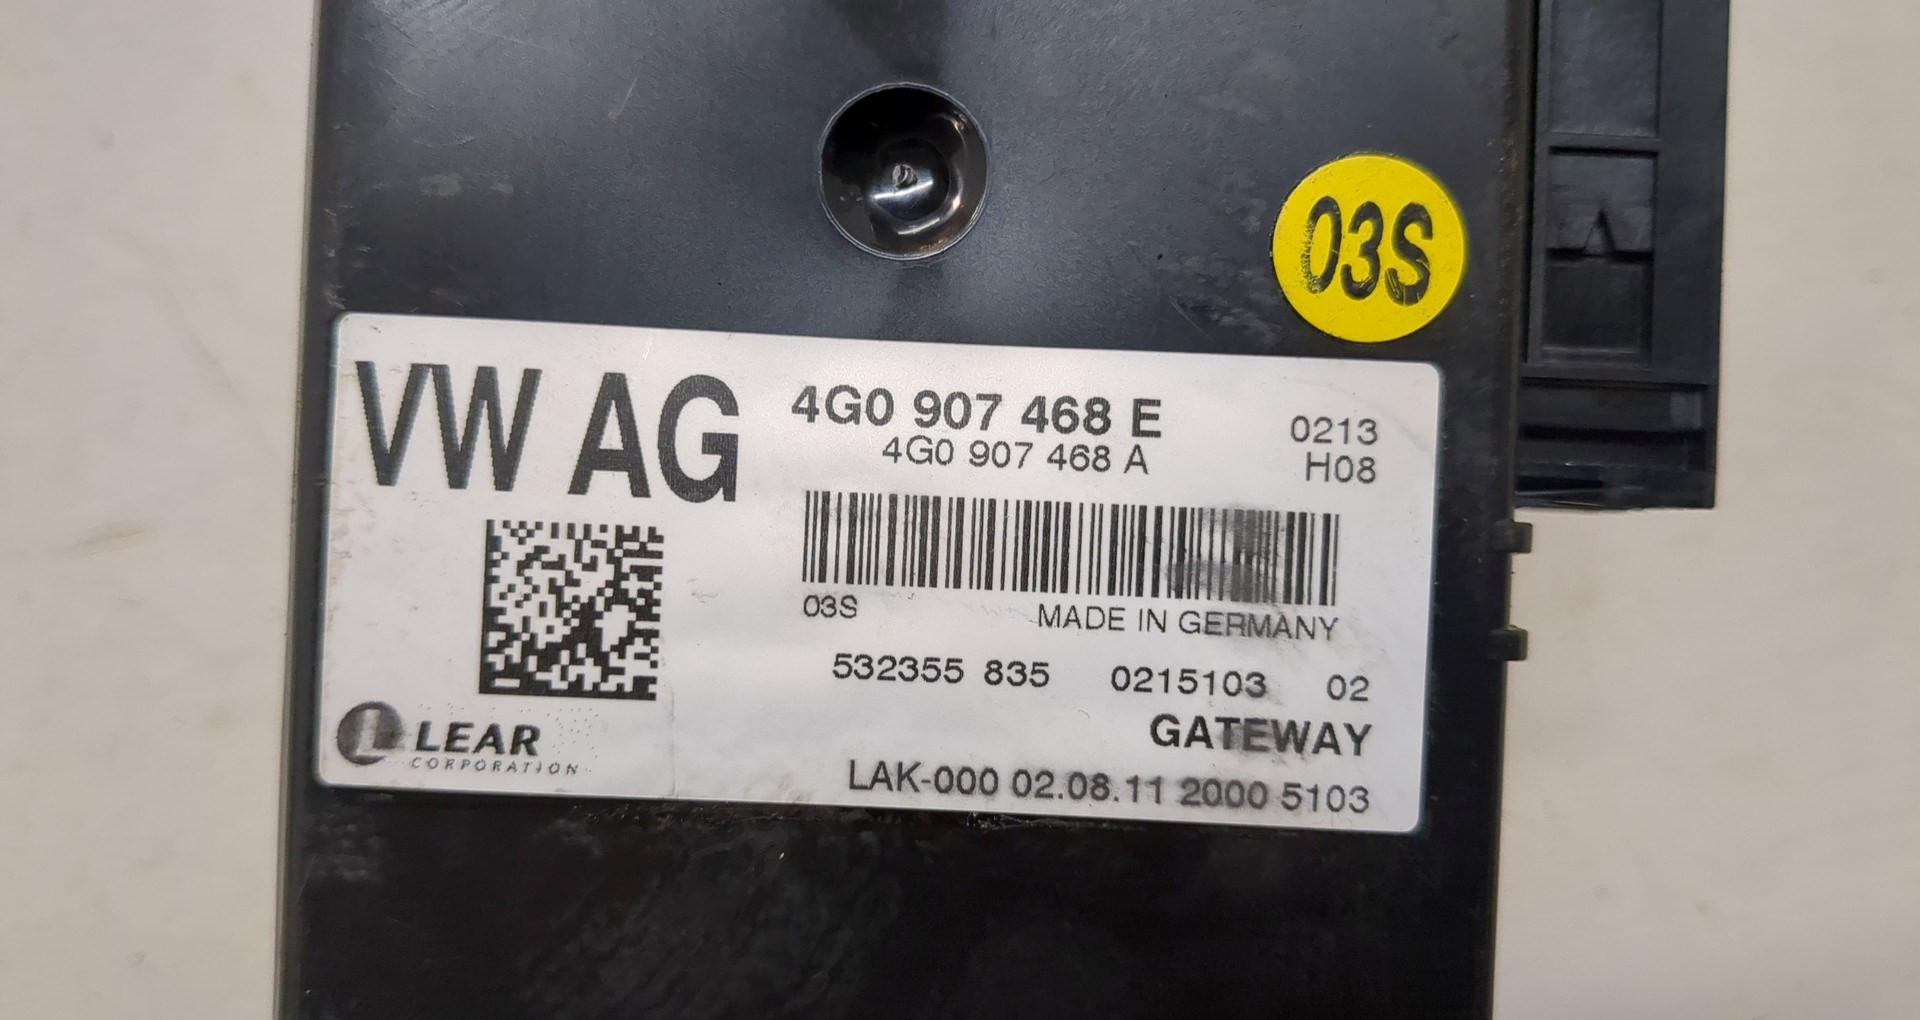 03S
VW AG
4G0 907 468 E
0213
4G0 907 468 A
H08
03S
MADE IN GERMANY
532355 835 0215103 02
GATEWAY
L LEAR
CORPORATION
LAK-000 02.08.11 2000 5103